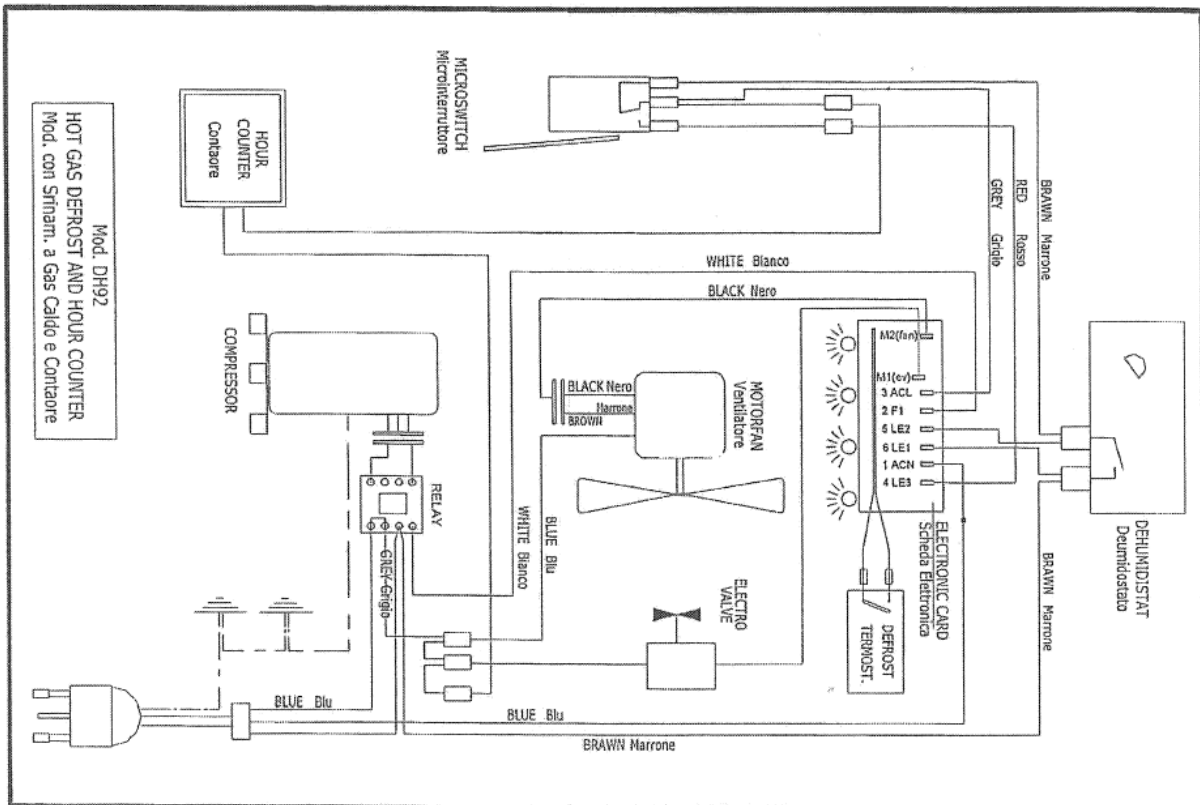 MICROSWITCH
Microinterruttore
HOUR
COUNTER
Contaore
Mod. DH92
HOT GAS DEFROST AND HOUR COUNTER
Mod. con Srinam. a Gas Caldo e Contaore
COMPRESSOR
RELAY
GREY Grigio
BRAWN Marrone
RED Rosso
GREY Grigio
WHITE Bianco
BLACK Nero
BLACK Nero
Marrone
BROWN
MOTORFAN
Ventilatore
WHITE Bianco
BLUE Blu
ELECTRO
VALVE
M2(fan)
M1(ev)
3 ACL
2 F1
5 LE2
6 LE1
1 ACN
4 LE3
ELECTRONIC CARD
Scheda Elettronica
DEFROST
TERMOST.
DEHUMIDISTAT
Deumidostato
BRAWN Marrone
BLUE Blu
BLUE Blu
BRAWN Marrone